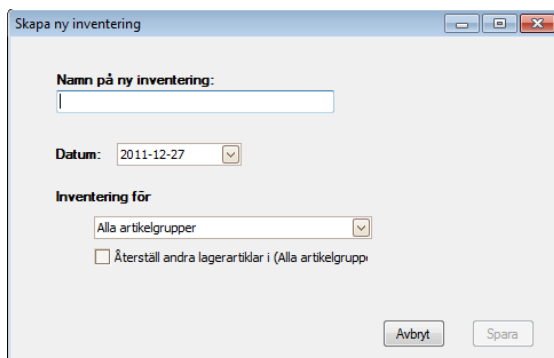 Skapa ny inventering
Namn på ny inventering:
Datum: 2011-12-27
Inventering för
Alla artikelgrupper
Återställ andra lagerartiklar i (Alla artikelgruppe
Avbryt Spara